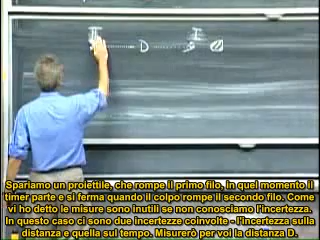 D
Spariamo un proiettile, che rompe il primo filo, in quel momento il
timer parte e si ferma quando il colpo rompe il secondo filo. Come
vi ho detto le misure sono inutili se non conosciamo l'incertezza.
In questo caso ci sono due incertezze coinvolte - l'incertezza sulla
distanza e quella sul tempo. Misurerò per voi la distanza D.